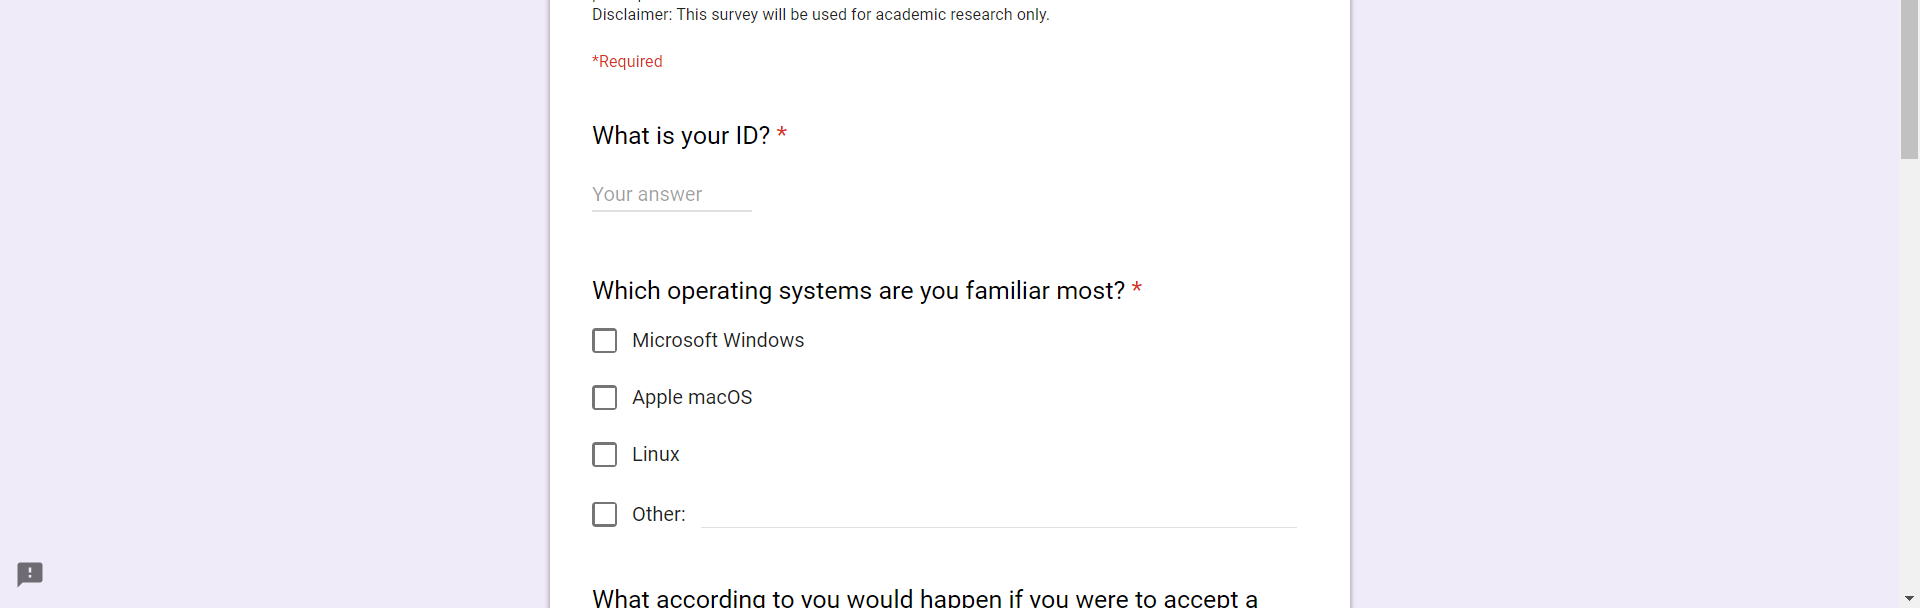 Disclaimer: This survey will be used for academic research only.
*Required
What is your ID? *
Your answer
Which operating systems are you familiar most? *
Microsoft Windows
Apple macOS
Linux
Other:
What according to you would happen if you were to accept a